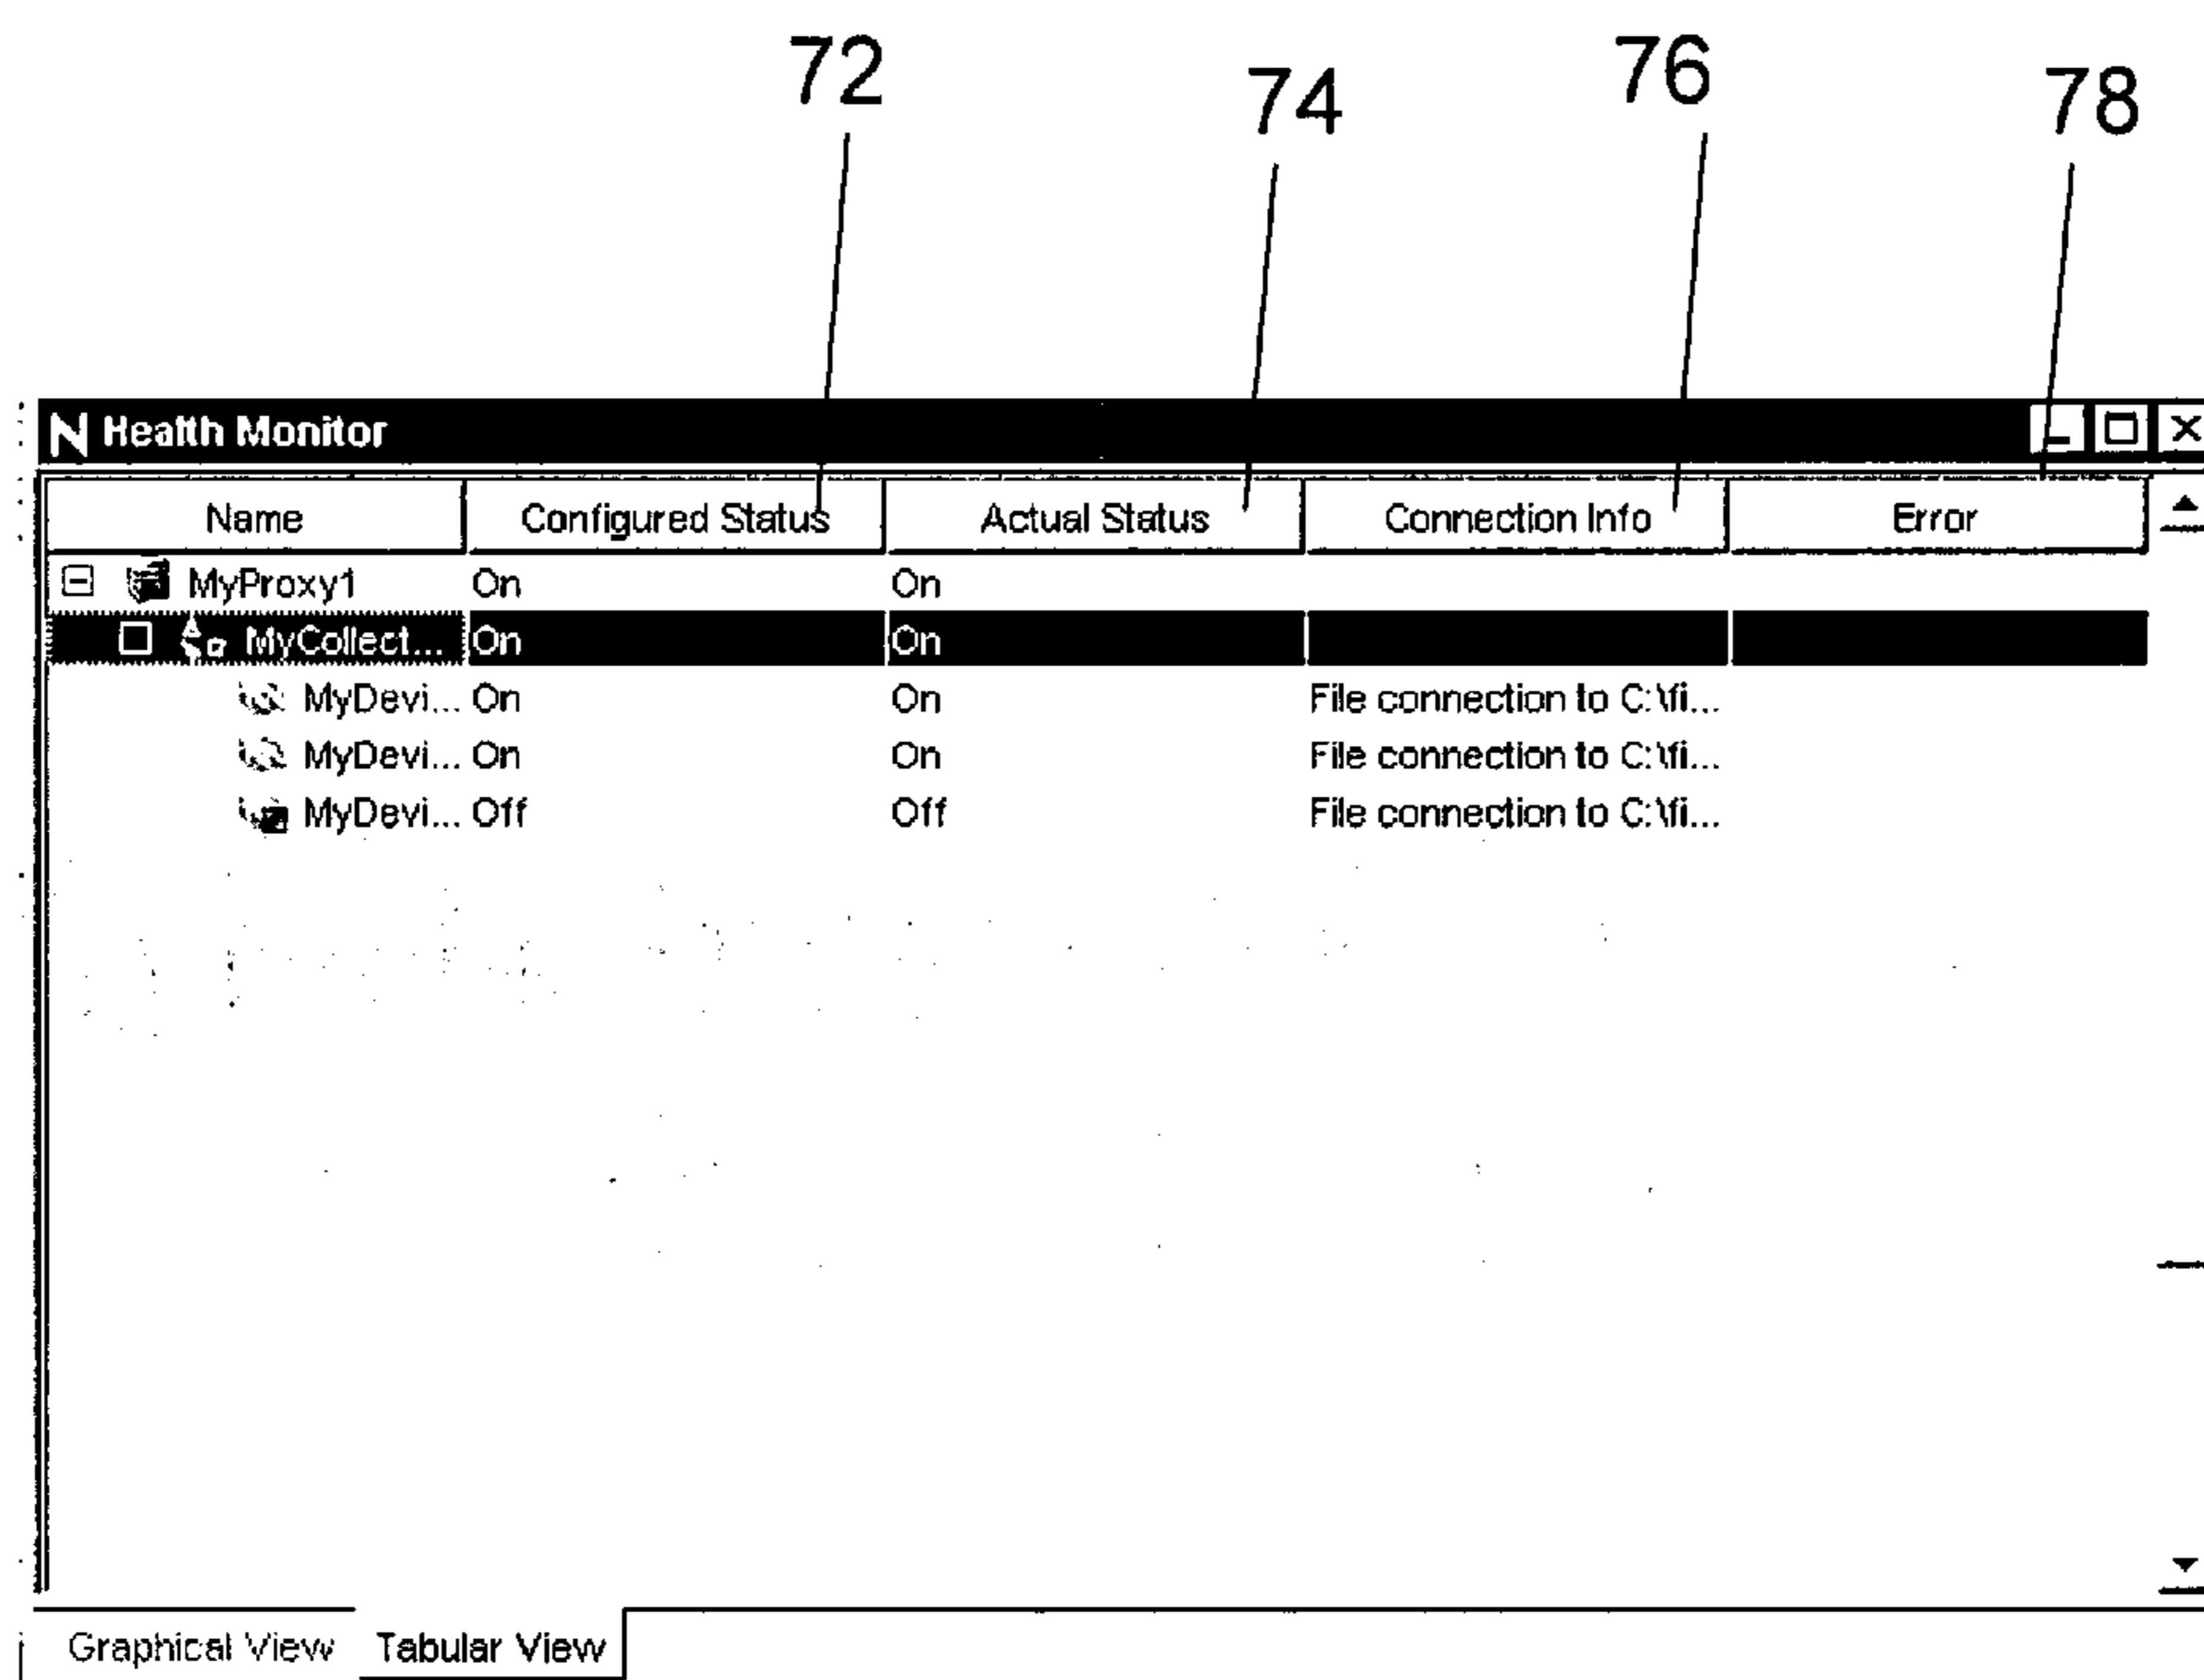 72 74 76 78
N Health Monitor
Name Configured Status Actual Status Connection Info Error
MyProxy1 On On
MyCollect... On On
MyDevi... On On File connection to C:\fi...
MyDevi... On On File connection to C:\fi...
MyDevi... Off Off File connection to C:\fi...
Graphical View Tabular View